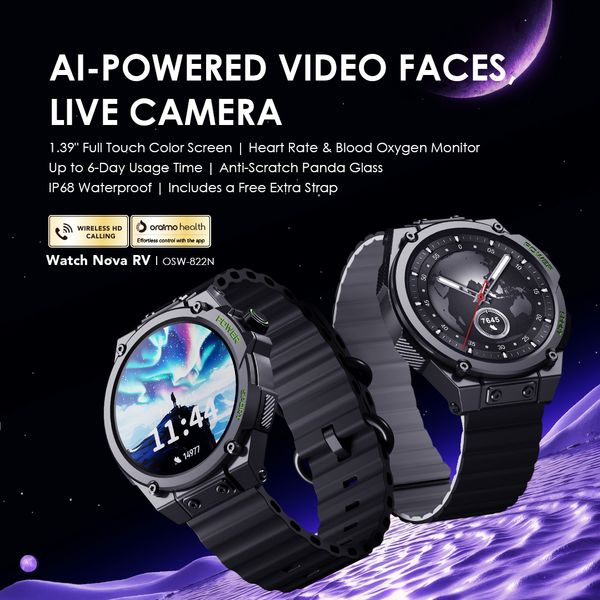 AI-POWERED VIDEO FACES,
LIVE CAMERA
1.39" Full Touch Color Screen | Heart Rate & Blood Oxygen Monitor
Up to 6-Day Usage Time | Anti-Scratch Panda Glass
IP68 Waterproof | Includes a Free Extra Strap
WIRELESS HD
CALLING
oraimo health
Effortless control with the app
Watch Nova RV | OSW-822N
POWER
11:44
14977
7645